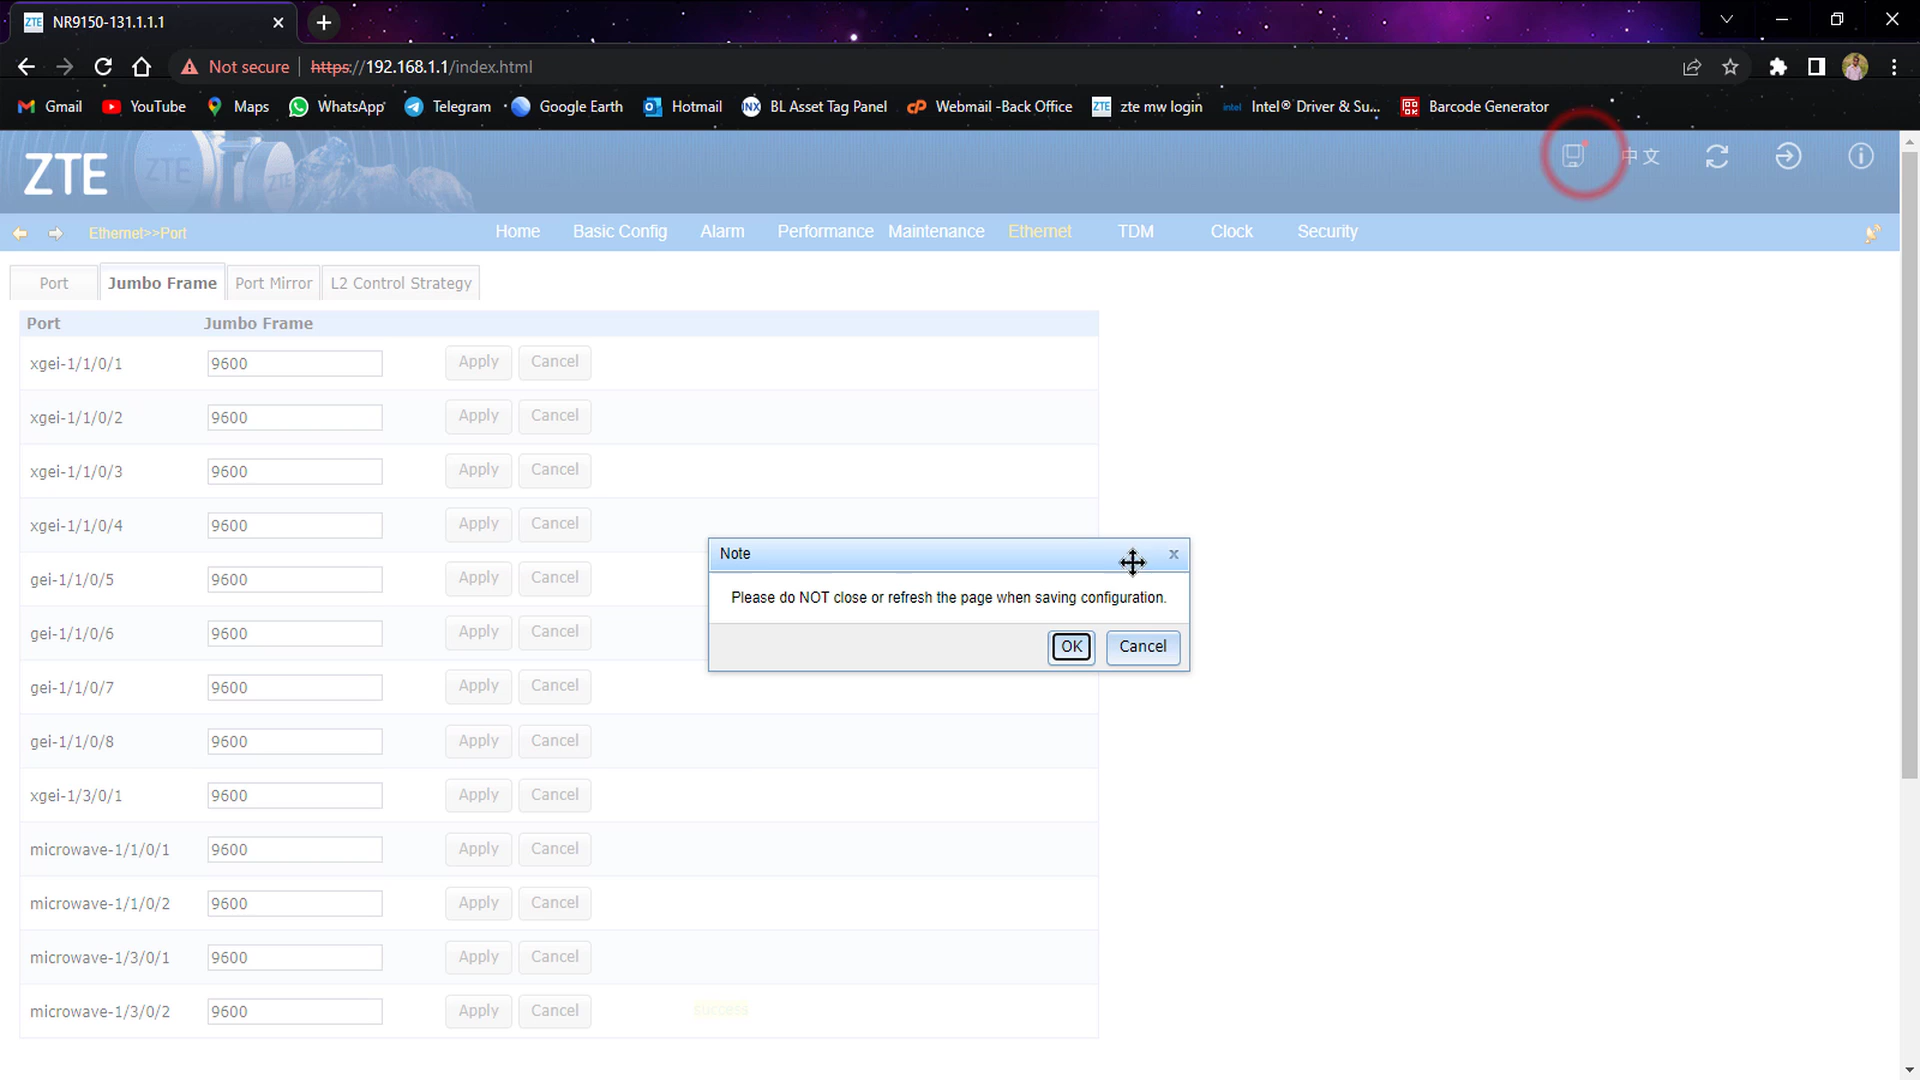 ZTE NR9150-131.1.1.1
Not secure https://192.168.1.1/index.html
Gmail YouTube Maps WhatsApp Telegram Google Earth Hotmail INX BL Asset Tag Panel cP Webmail -Back Office ZTE zte mw login intel Intel® Driver & Su... Barcode Generator
ZTE ZTE ZTE 中文
Ethernet>>Port Home Basic Config Alarm Performance Maintenance Ethernet TDM Clock Security
Port Jumbo Frame Port Mirror L2 Control Strategy
Port Jumbo Frame
xgei-1/1/0/1 9600 Apply Cancel
xgei-1/1/0/2 9600 Apply Cancel
xgei-1/1/0/3 9600 Apply Cancel
xgei-1/1/0/4 9600 Apply Cancel
Note x
gei-1/1/0/5 9600 Apply Cancel
Please do NOT close or refresh the page when saving configuration.
gei-1/1/0/6 9600 Apply Cancel
OK Cancel
gei-1/1/0/7 9600 Apply Cancel
gei-1/1/0/8 9600 Apply Cancel
xgei-1/3/0/1 9600 Apply Cancel
microwave-1/1/0/1 9600 Apply Cancel
microwave-1/1/0/2 9600 Apply Cancel
microwave-1/3/0/1 9600 Apply Cancel
microwave-1/3/0/2 9600 Apply Cancel success